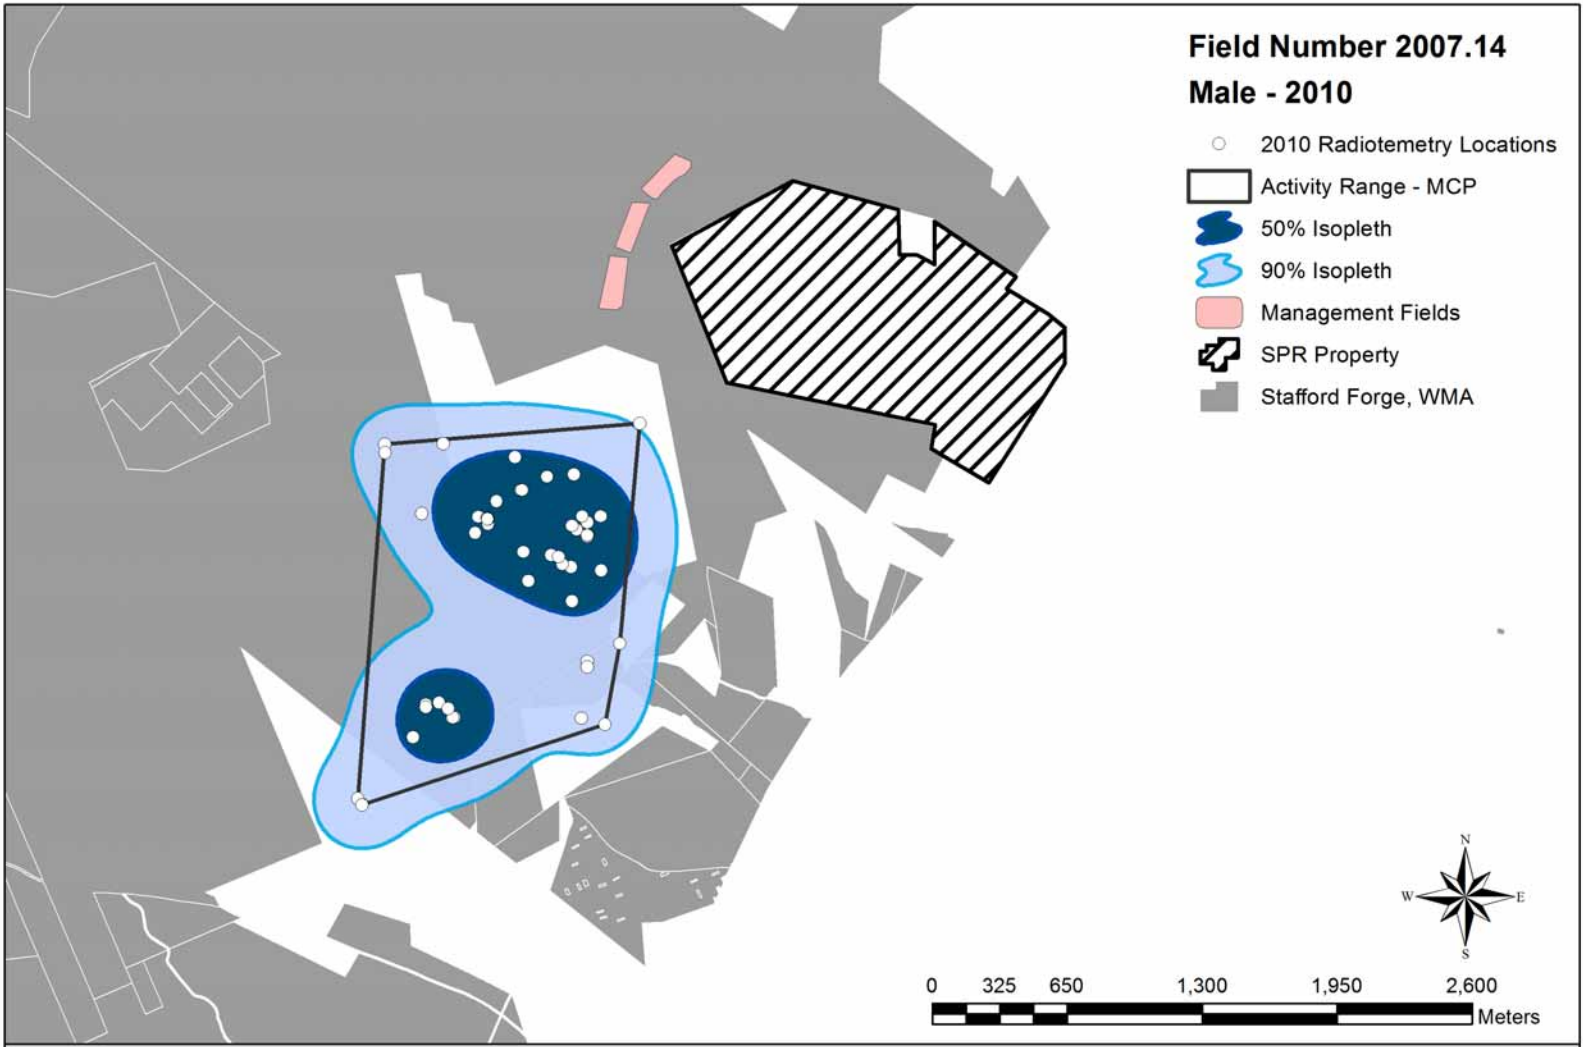 Field Number 2007.14
Male - 2010
2010 Radiotemetry Locations
Activity Range - MCP
50% Isopleth
90% Isopleth
Management Fields
SPR Property
Stafford Forge, WMA
N
W E
S
0 325 650 1,300 1,950 2,600
Meters